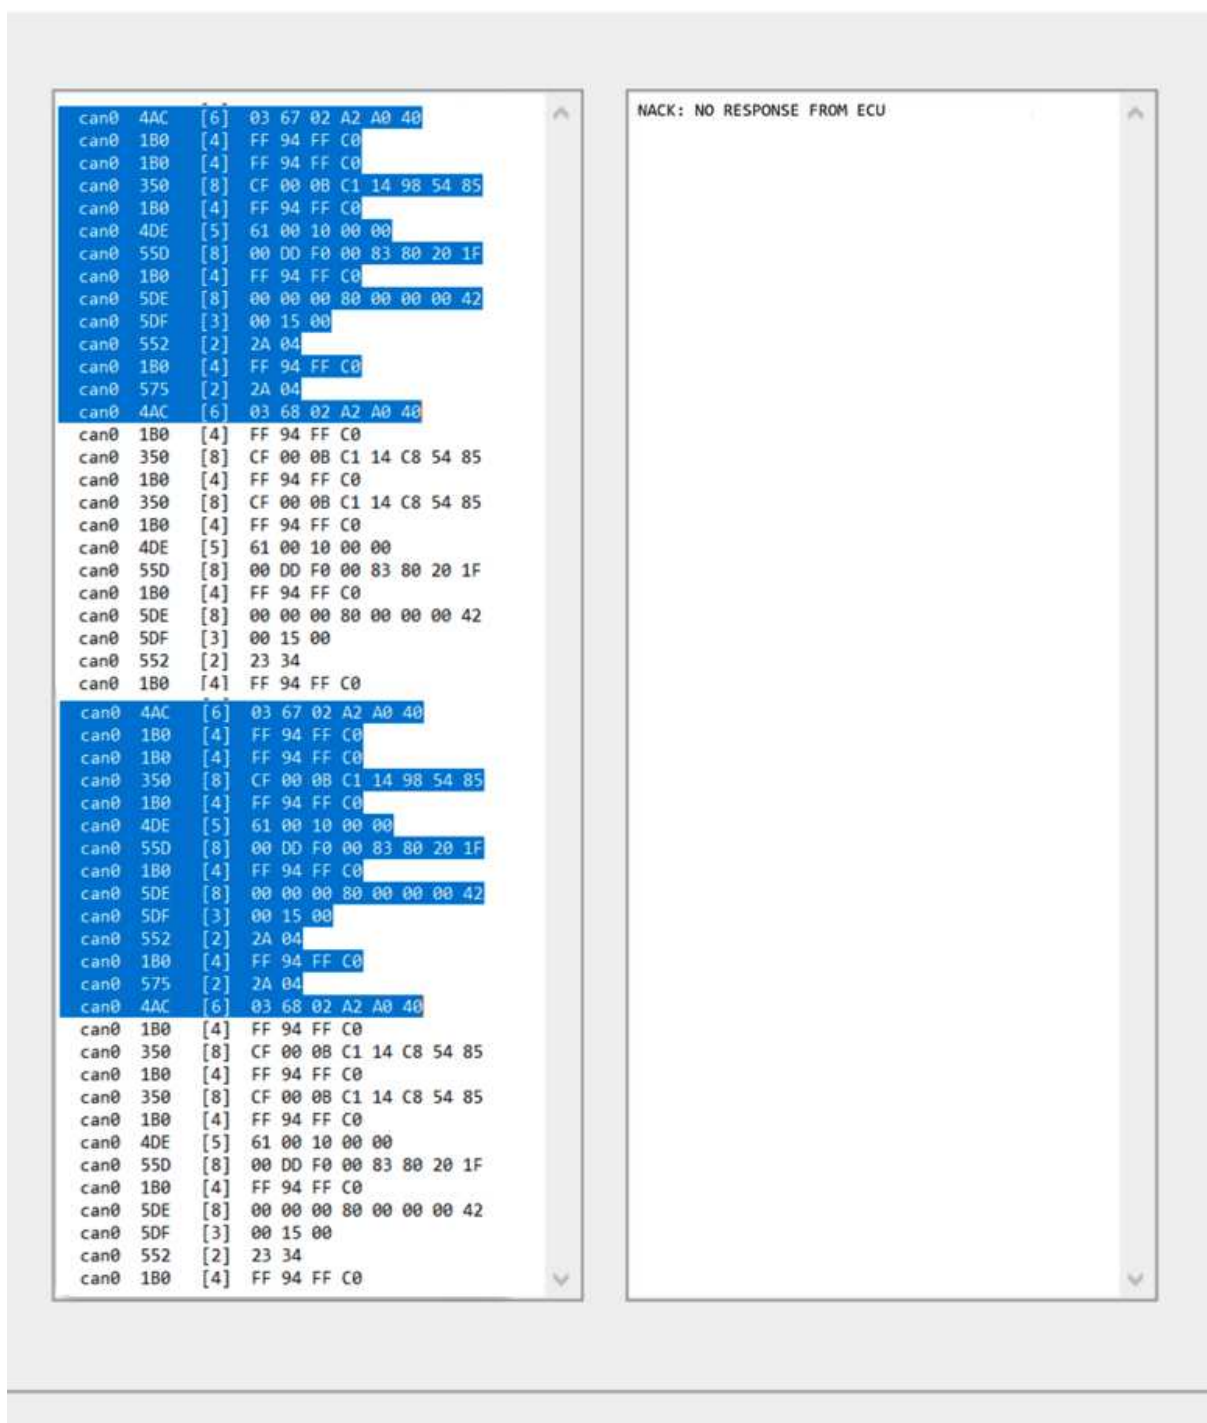 can0 4AC [6] 03 67 02 A2 A0 40
can0 1B0 [4] FF 94 FF C0
can0 1B0 [4] FF 94 FF C0
can0 350 [8] CF 00 0B C1 14 98 54 85
can0 1B0 [4] FF 94 FF C0
can0 4DE [5] 61 00 10 00 00
can0 55D [8] 00 DD F0 00 83 80 20 1F
can0 1B0 [4] FF 94 FF C0
can0 5DE [8] 00 00 00 80 00 00 00 42
can0 5DF [3] 00 15 00
can0 552 [2] 2A 04
can0 1B0 [4] FF 94 FF C0
can0 575 [2] 2A 04
can0 4AC [6] 03 68 02 A2 A0 40
can0 1B0 [4] FF 94 FF C0
can0 350 [8] CF 00 0B C1 14 C8 54 85
can0 1B0 [4] FF 94 FF C0
can0 350 [8] CF 00 0B C1 14 C8 54 85
can0 1B0 [4] FF 94 FF C0
can0 4DE [5] 61 00 10 00 00
can0 55D [8] 00 DD F0 00 83 80 20 1F
can0 1B0 [4] FF 94 FF C0
can0 5DE [8] 00 00 00 80 00 00 00 42
can0 5DF [3] 00 15 00
can0 552 [2] 23 34
can0 1B0 [4] FF 94 FF C0
can0 4AC [6] 03 67 02 A2 A0 40
can0 1B0 [4] FF 94 FF C0
can0 1B0 [4] FF 94 FF C0
can0 350 [8] CF 00 0B C1 14 98 54 85
can0 1B0 [4] FF 94 FF C0
can0 4DE [5] 61 00 10 00 00
can0 55D [8] 00 DD F0 00 83 80 20 1F
can0 1B0 [4] FF 94 FF C0
can0 5DE [8] 00 00 00 80 00 00 00 42
can0 5DF [3] 00 15 00
can0 552 [2] 2A 04
can0 1B0 [4] FF 94 FF C0
can0 575 [2] 2A 04
can0 4AC [6] 03 68 02 A2 A0 40
can0 1B0 [4] FF 94 FF C0
can0 350 [8] CF 00 0B C1 14 C8 54 85
can0 1B0 [4] FF 94 FF C0
can0 350 [8] CF 00 0B C1 14 C8 54 85
can0 1B0 [4] FF 94 FF C0
can0 4DE [5] 61 00 10 00 00
can0 55D [8] 00 DD F0 00 83 80 20 1F
can0 1B0 [4] FF 94 FF C0
can0 5DE [8] 00 00 00 80 00 00 00 42
can0 5DF [3] 00 15 00
can0 552 [2] 23 34
can0 1B0 [4] FF 94 FF C0
NACK: NO RESPONSE FROM ECU